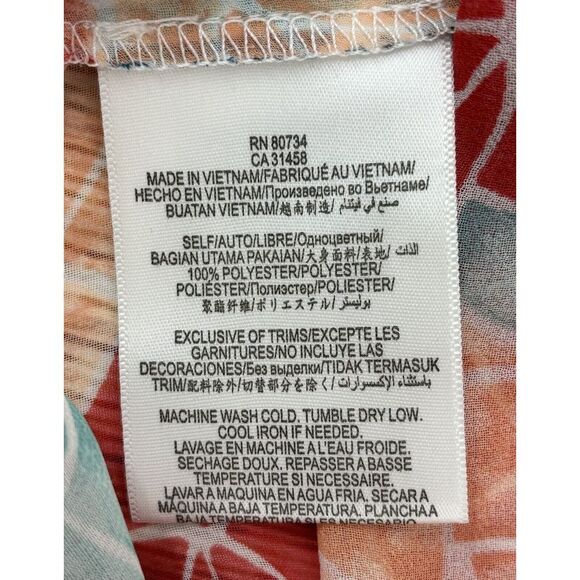 RN 80734
CA 31458
MADE IN VIETNAM/FABRIQUÉ AU VIETNAM/
HECHO EN VIETNAM/Произведено во Вьетнаме/
BUATAN VIETNAM/越南制造/ صنع في فيتنام
SELF/AUTO/LIBRE/Одноцветный/
BAGIAN UTAMA PAKAIAN/大身面料/表地/ الذات
100% POLYESTER/POLYESTER/
POLIÉSTER/Полиэстер/POLIESTER/
聚酯纤维/ポリエステル/ بوليستر
EXCLUSIVE OF TRIMS/EXCEPTE LES
GARNITURES/NO INCLUYE LAS
DECORACIONES/Без выделки/TIDAK TERMASUK
TRIM/配料除外/切替部分を除く/ باستثناء الإكسسوارات
MACHINE WASH COLD. TUMBLE DRY LOW.
COOL IRON IF NEEDED.
LAVAGE EN MACHINE A L'EAU FROIDE.
SECHAGE DOUX. REPASSER A BASSE
TEMPERATURE SI NECESSAIRE.
LAVAR A MAQUINA EN AGUA FRIA. SECAR A
MÁQUINA A BAJA TEMPERATURA. PLANCHA A
BAJA TEMPERATURA SI ES NECESARIO